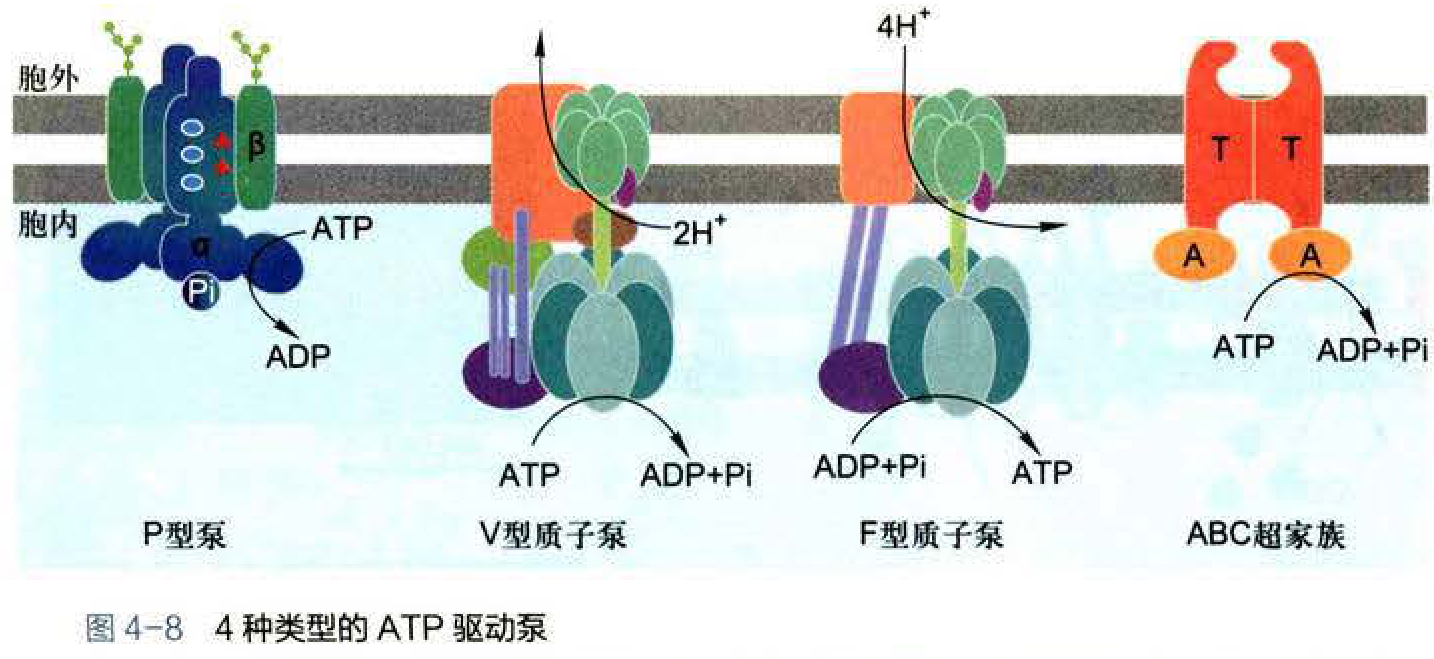 4H⁺
胞外
β
T
T
胞内
α
ATP
2H⁺
A
A
Pi
ADP
ATP
ADP+Pi
ATP
ADP+Pi
ADP+Pi
ATP
P型泵
V型质子泵
F型质子泵
ABC超家族
图 4-8 4 种类型的 ATP 驱动泵